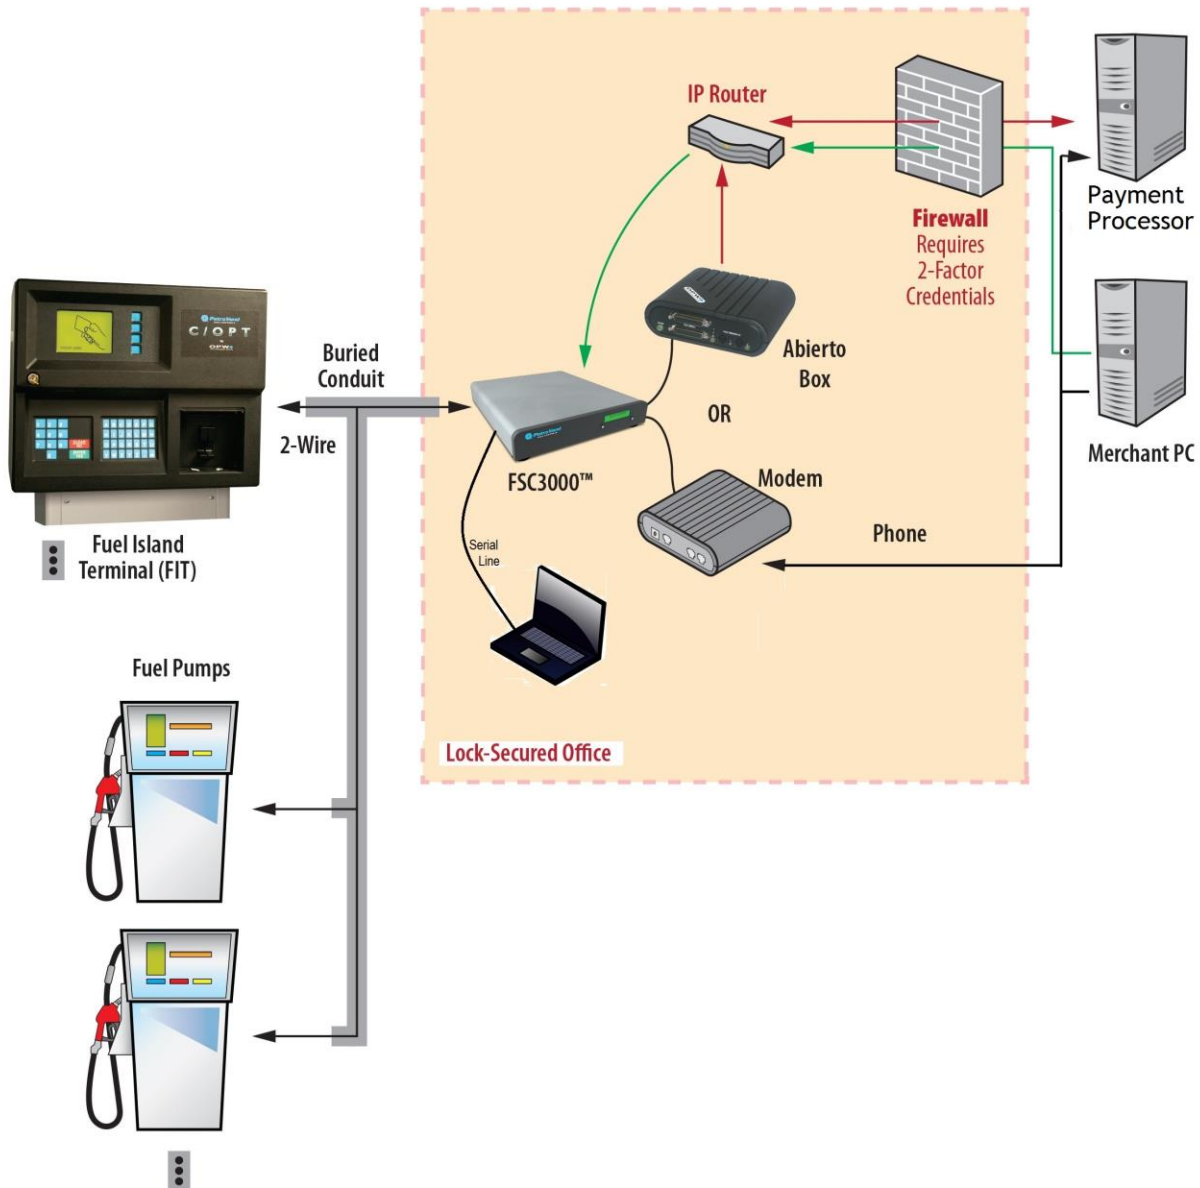 IP Router
Firewall
Requires
2-Factor
Credentials
Payment
Processor
C/OPT
OPW
Buried
Conduit
2-Wire
Abierto
Box
OR
FSC3000™
Modem
Merchant PC
Phone
Serial
Line
Fuel Island
Terminal (FIT)
Fuel Pumps
Lock-Secured Office